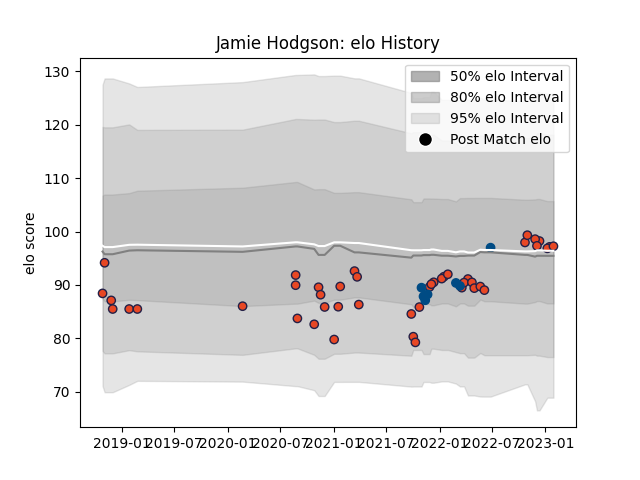 Jamie Hodgson: elo History
130
120
110
100
90
80
70
elo score
50% elo Interval
80% elo Interval
95% elo Interval
Post Match elo
2019-01 2019-07 2020-01 2020-07 2021-01 2021-07 2022-01 2022-07 2023-01